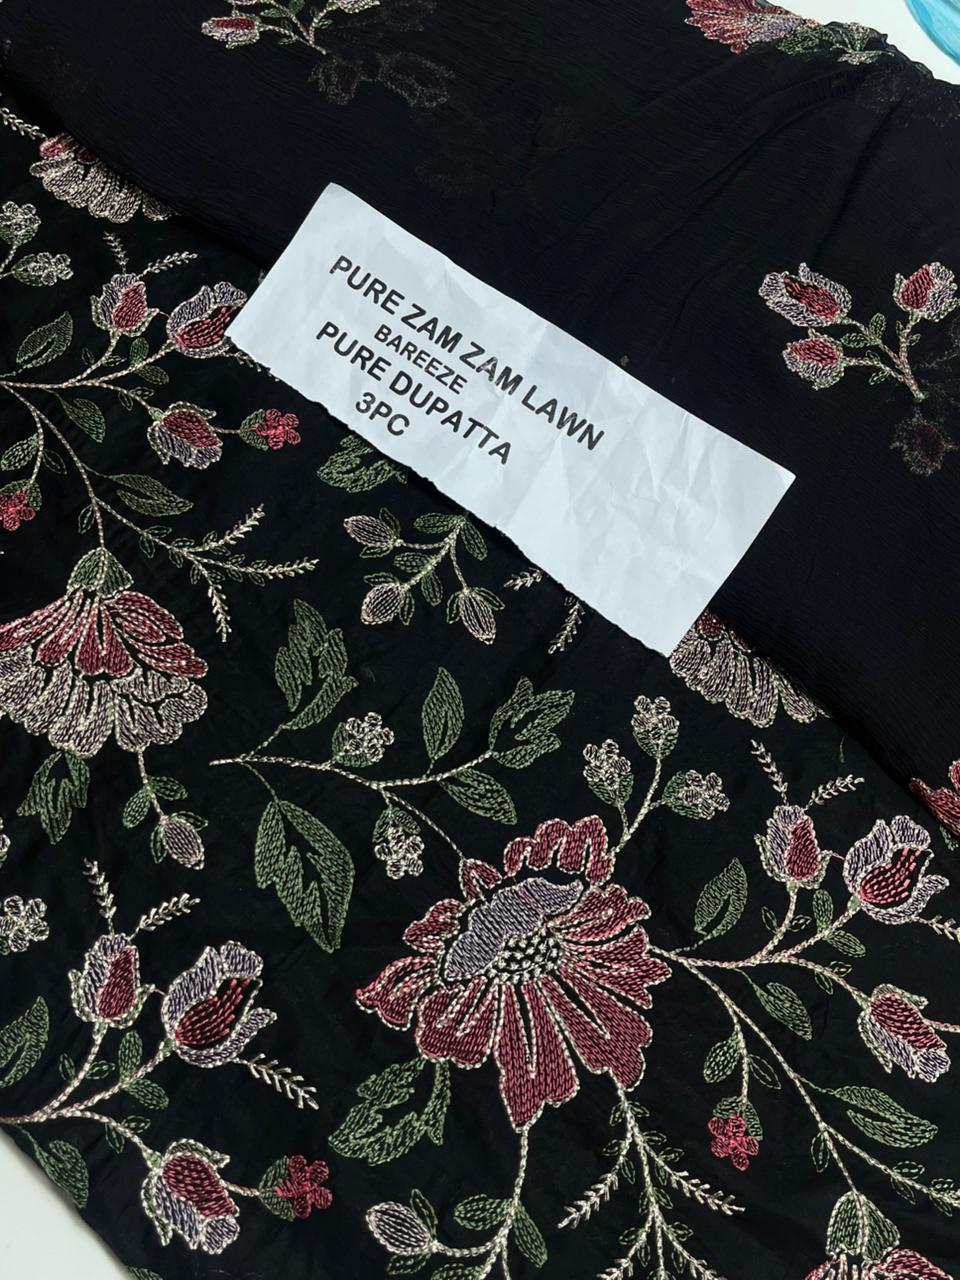 PURE ZAM ZAM LAWN
BAREEZE
PURE DUPATTA
3PC